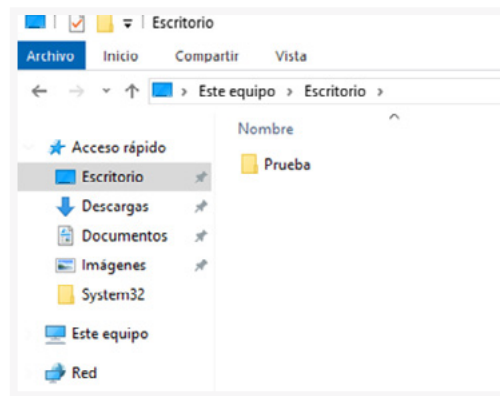 Escritorio
Archivo Inicio Compartir Vista
Este equipo > Escritorio >
Nombre
Acceso rápido
Prueba
Escritorio
Descargas
Documentos
Imágenes
System32
Este equipo
Red